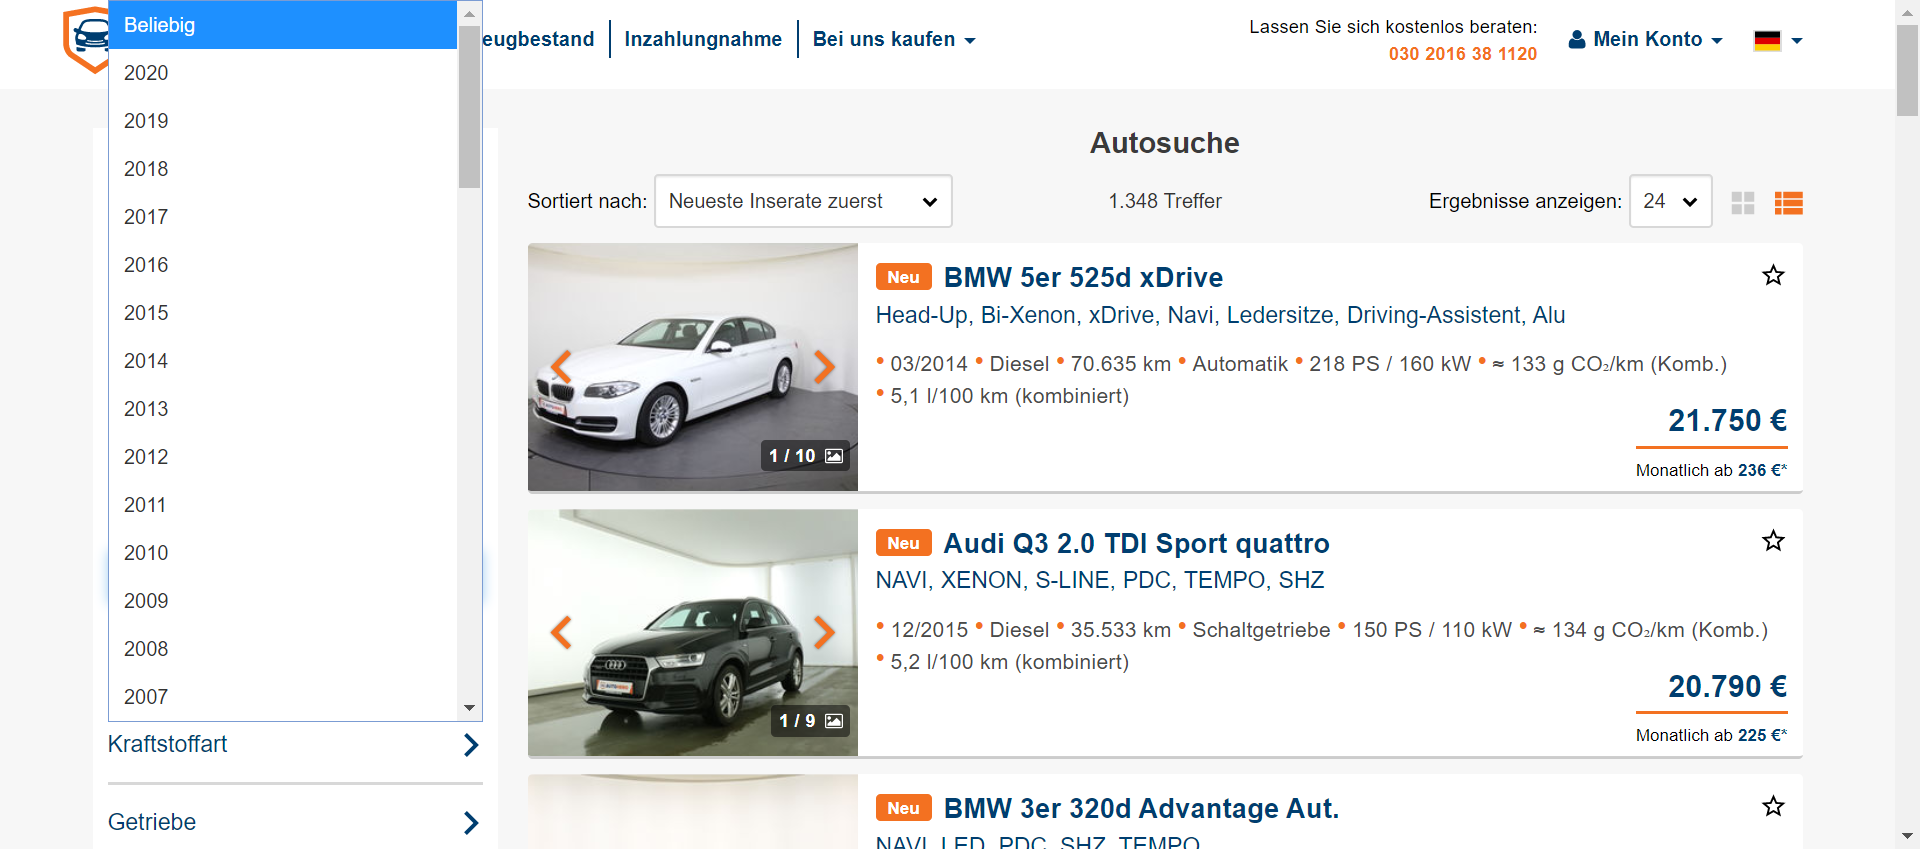 Beliebig
2020
2019
2018
2017
2016
2015
2014
2013
2012
2011
2010
2009
2008
2007
Kraftstoffart
Getriebe
eugbestand
Inzahlungnahme
Bei uns kaufen
Lassen Sie sich kostenlos beraten:
030 2016 38 1120
Mein Konto
Autosuche
Sortiert nach: Neueste Inserate zuerst
1.348 Treffer
Ergebnisse anzeigen: 24
Neu BMW 5er 525d xDrive
Head-Up, Bi-Xenon, xDrive, Navi, Ledersitze, Driving-Assistent, Alu
• 03/2014 • Diesel • 70.635 km • Automatik • 218 PS / 160 kW • ≈ 133 g CO₂/km (Komb.)
• 5,1 l/100 km (kombiniert)
21.750 €
Monatlich ab 236 €*
1 / 10
Neu Audi Q3 2.0 TDI Sport quattro
NAVI, XENON, S-LINE, PDC, TEMPO, SHZ
• 12/2015 • Diesel • 35.533 km • Schaltgetriebe • 150 PS / 110 kW • ≈ 134 g CO₂/km (Komb.)
• 5,2 l/100 km (kombiniert)
20.790 €
Monatlich ab 225 €*
1 / 9
Neu BMW 3er 320d Advantage Aut.
NAVI, LED, PDC, SHZ, TEMPO